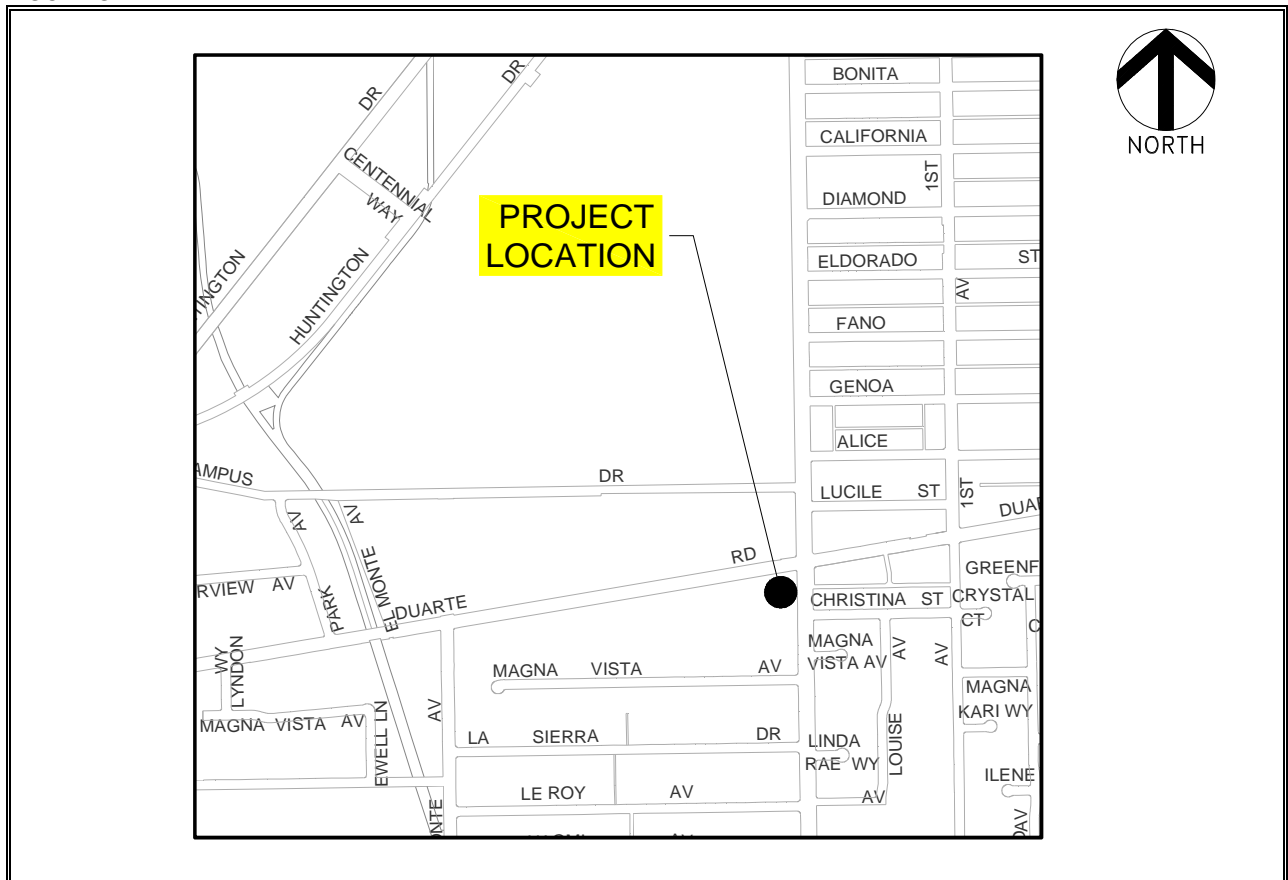 NORTH
BONITA
DR
DR
CENTENNIAL
WAY
CALIFORNIA
1ST
DIAMOND
PROJECT
LOCATION
HUNTINGTON
ELDORADO
ST
AV
FANO
GENOA
ALICE
DR
LUCILE ST
1ST
AV
AV
RD
EL MONTE
PARK
DUARTE
AV
CHRISTINA ST
CRYSTAL
CT
MAGNA
VISTA AV
AV
AV
WY
LYNDON
MAGNA VISTA AV
MAGNA VISTA AV
AV
EWELL LN
MAGNA
KARI WY
LA SIERRA DR
LINDA
RAE WY
LOUISE
ILENE
LE ROY AV
AV